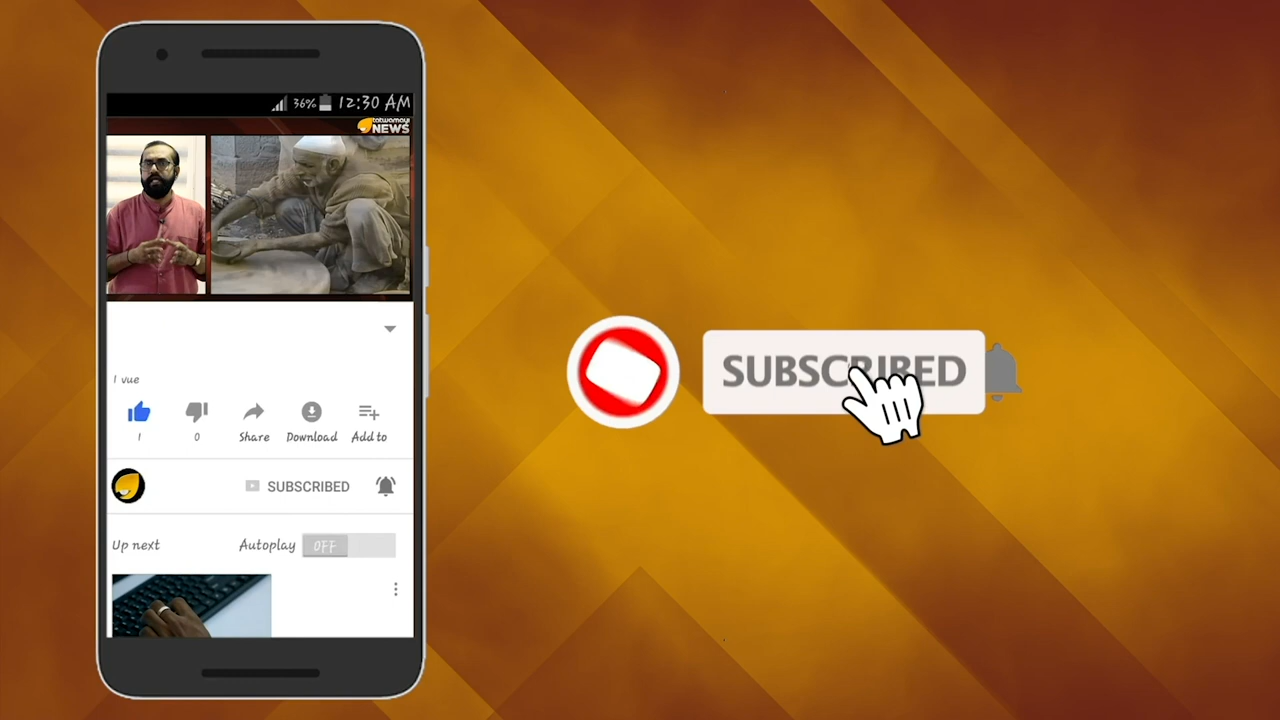 36% 12:30 AM
tatwamayi
NEWS
1 vue
1
0
Share
Download
Add to
SUBSCRIBED
Up next
Autoplay
OFF
SUBSCRIBED